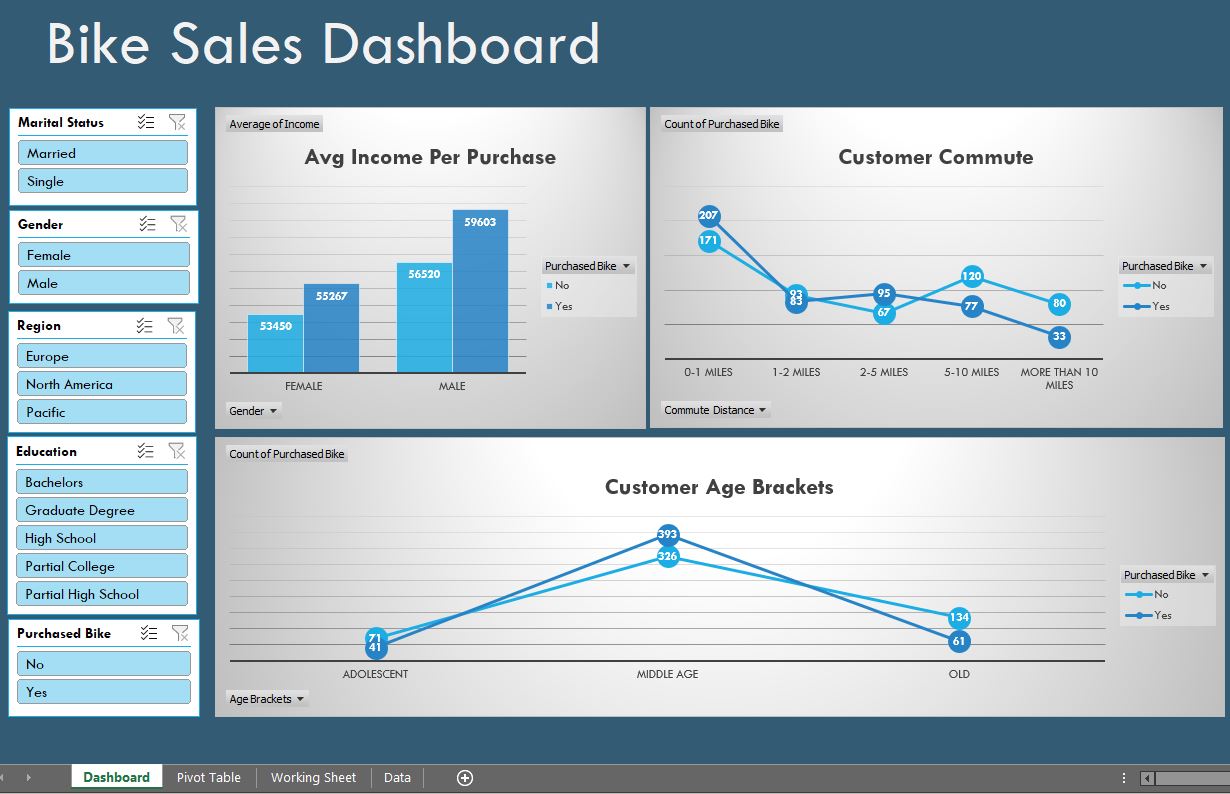 Bike Sales Dashboard
Marital Status
Married
Single
Gender
Female
Male
Region
Europe
North America
Pacific
Education
Bachelors
Graduate Degree
High School
Partial College
Partial High School
Purchased Bike
No
Yes
Average of Income
Avg Income Per Purchase
53450
55267
56520
59603
FEMALE
MALE
Purchased Bike
No
Yes
Gender
Count of Purchased Bike
Customer Commute
207
171
93
83
95
67
120
77
80
33
0-1 MILES
1-2 MILES
2-5 MILES
5-10 MILES
MORE THAN 10
MILES
Purchased Bike
No
Yes
Commute Distance
Count of Purchased Bike
Customer Age Brackets
71
41
393
326
134
61
ADOLESCENT
MIDDLE AGE
OLD
Purchased Bike
No
Yes
Age Brackets
Dashboard
Pivot Table
Working Sheet
Data